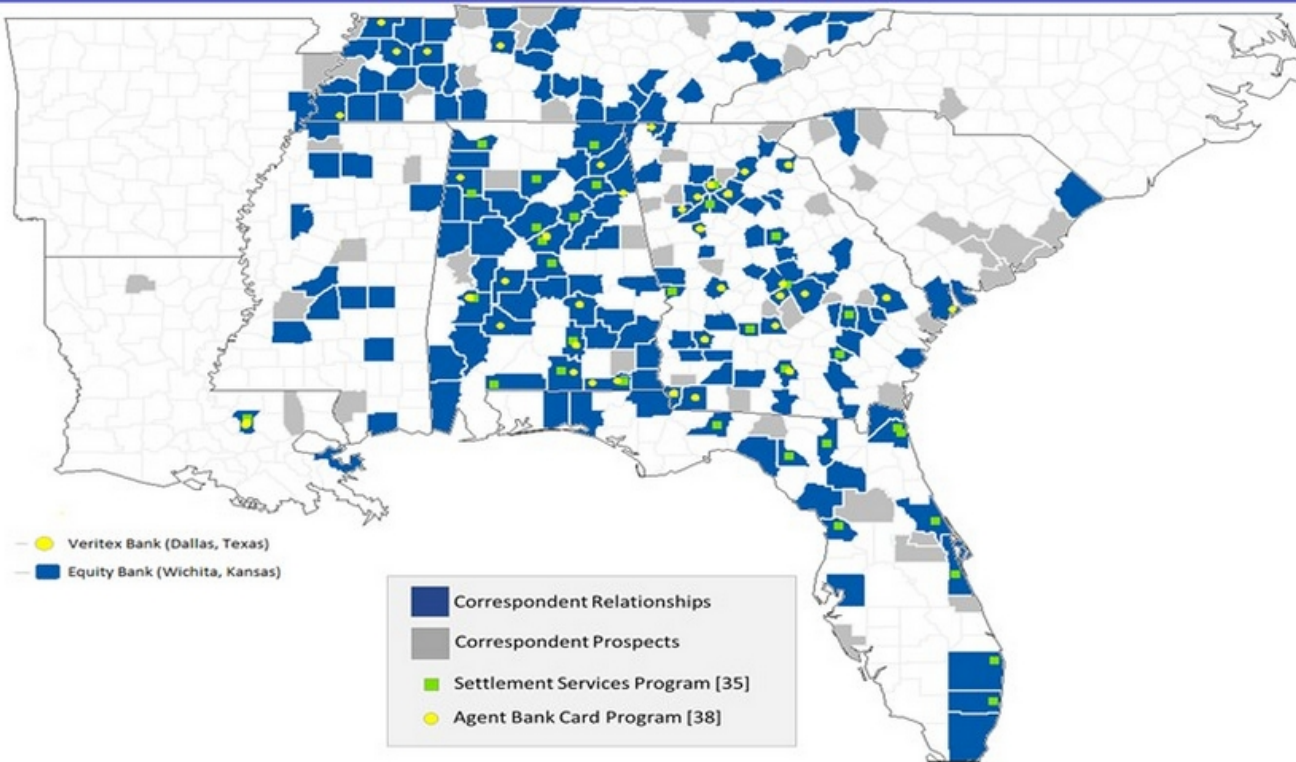 Veritex Bank (Dallas, Texas)
Equity Bank (Wichita, Kansas)
Correspondent Relationships
Correspondent Prospects
Settlement Services Program [35]
Agent Bank Card Program [38]